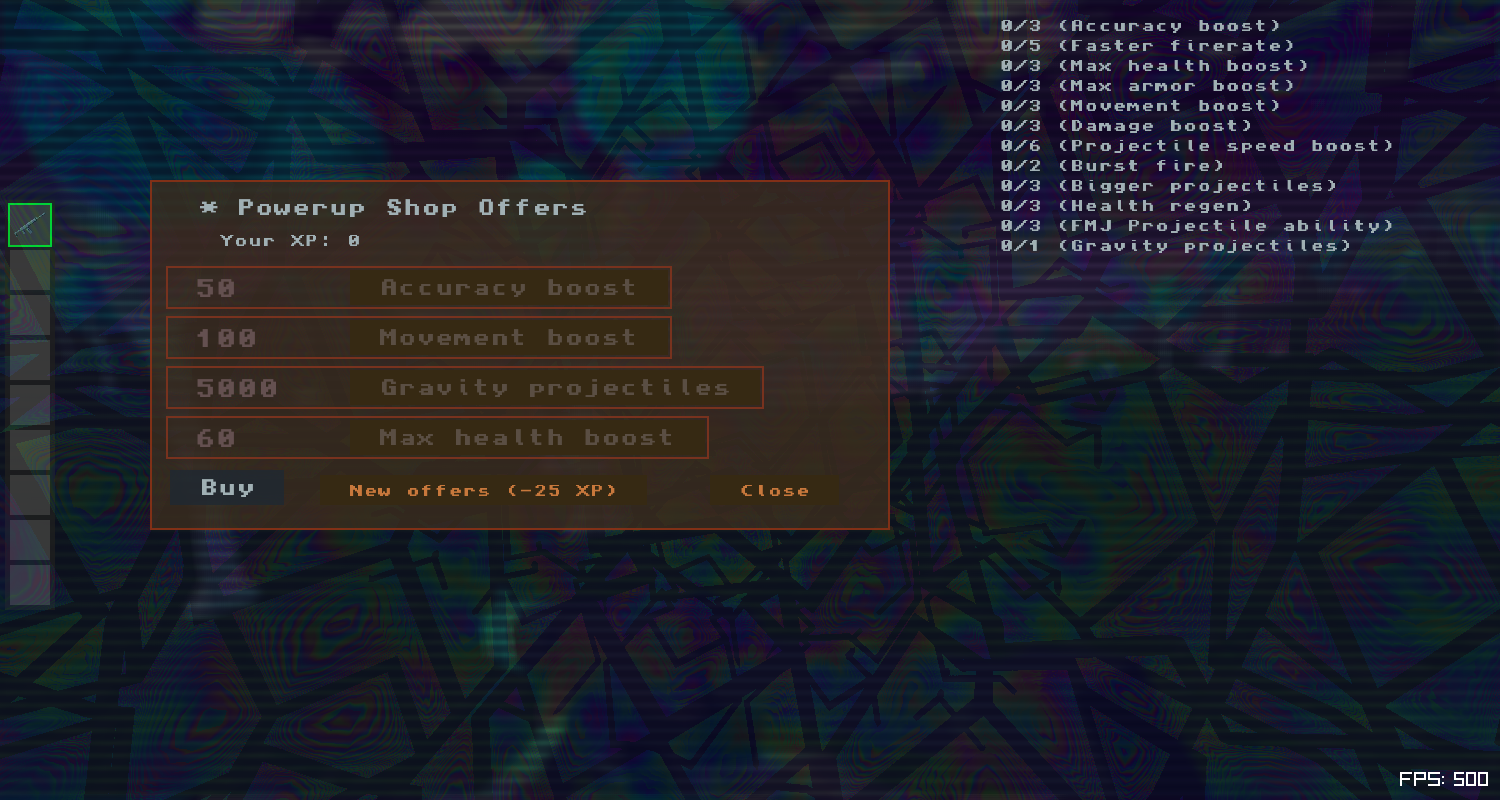 0/3 (Accuracy boost)
0/5 (Faster firerate)
0/3 (Max health boost)
0/3 (Max armor boost)
0/3 (Movement boost)
0/3 (Damage boost)
0/6 (Projectile speed boost)
0/2 (Burst fire)
0/3 (Bigger projectiles)
0/3 (Health regen)
0/3 (FMJ Projectile ability)
0/1 (Gravity projectiles)
* Powerup Shop Offers
Your XP: 0
50 Accuracy boost
100 Movement boost
5000 Gravity projectiles
60 Max health boost
Buy New offers (-25 XP) Close
FPS: 500